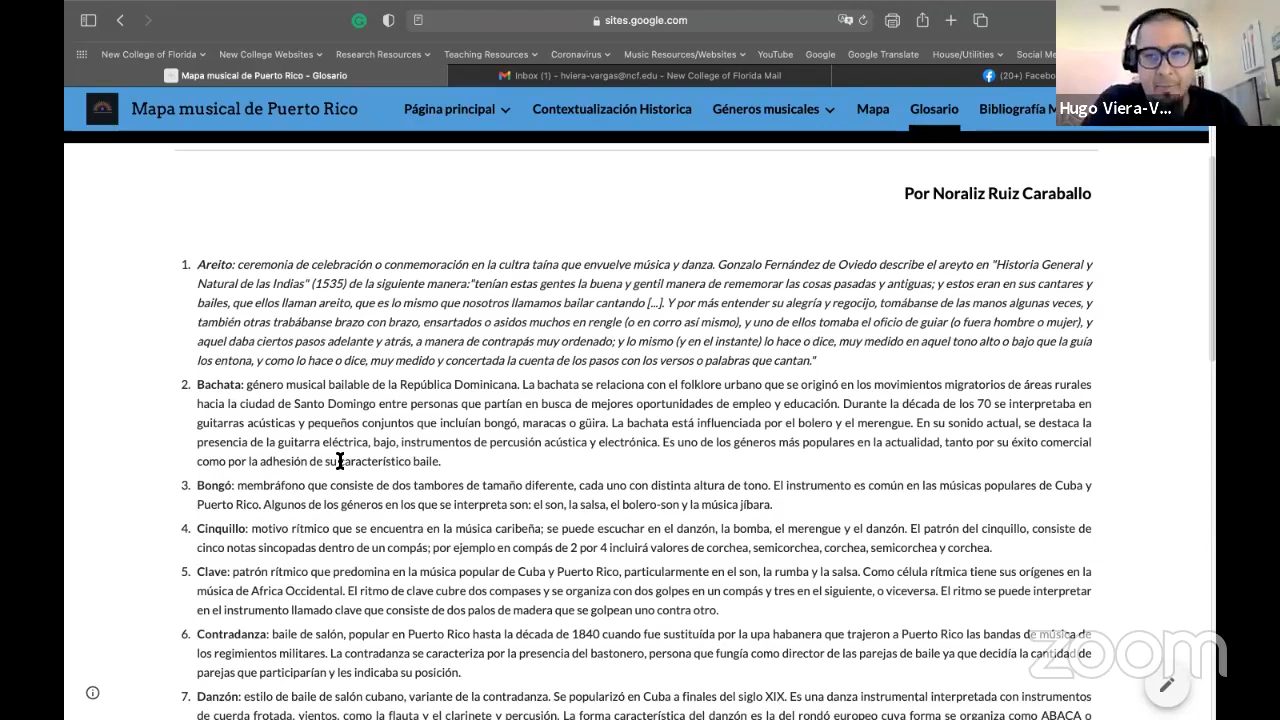 sites.google.com
New College of Florida
New College Websites
Research Resources
Teaching Resources
Coronavirus
Music Resources/Websites
YouTube
Google
Google Translate
House/Utilities
Social Me
Mapa musical de Puerto Rico - Glosario
Inbox (1) - hviera-vargas@ncf.edu - New College of Florida Mail
(20+) Facebo
Hugo Viera-V...
Mapa musical de Puerto Rico
Página principal
Contextualización Historica
Géneros musicales
Mapa
Glosario
Bibliografía M
Por Noraliz Ruiz Caraballo
1. Areito: ceremonia de celebración o conmemoración en la cultra taína que envuelve música y danza. Gonzalo Fernández de Oviedo describe el areyto en "Historia General y
Natural de las Indias" (1535) de la siguiente manera:"tenían estas gentes la buena y gentil manera de rememorar las cosas pasadas y antiguas; y estos eran en sus cantares y
bailes, que ellos llaman areito, que es lo mismo que nosotros llamamos bailar cantando [...]. Y por más entender su alegría y regocijo, tomábanse de las manos algunas veces, y
también otras trabábanse brazo con brazo, ensartados o asidos muchos en rengle (o en corro así mismo), y uno de ellos tomaba el oficio de guiar (o fuera hombre o mujer), y
aquel daba ciertos pasos adelante y atrás, a manera de contrapás muy ordenado; y lo mismo (y en el instante) lo hace o dice, muy medido en aquel tono alto o bajo que la guía
los entona, y como lo hace o dice, muy medido y concertada la cuenta de los pasos con los versos o palabras que cantan."
2. Bachata: género musical bailable de la República Dominicana. La bachata se relaciona con el folklore urbano que se originó en los movimientos migratorios de áreas rurales
hacia la ciudad de Santo Domingo entre personas que partían en busca de mejores oportunidades de empleo y educación. Durante la década de los 70 se interpretaba en
guitarras acústicas y pequeños conjuntos que incluían bongó, maracas o güira. La bachata está influenciada por el bolero y el merengue. En su sonido actual, se destaca la
presencia de la guitarra eléctrica, bajo, instrumentos de percusión acústica y electrónica. Es uno de los géneros más populares en la actualidad, tanto por su éxito comercial
como por la adhesión de su característico baile.
3. Bongó: membráfono que consiste de dos tambores de tamaño diferente, cada uno con distinta altura de tono. El instrumento es común en las músicas populares de Cuba y
Puerto Rico. Algunos de los géneros en los que se interpreta son: el son, la salsa, el bolero-son y la música jíbara.
4. Cinquillo: motivo rítmico que se encuentra en la música caribeña; se puede escuchar en el danzón, la bomba, el merengue y el danzón. El patrón del cinquillo, consiste de
cinco notas sincopadas dentro de un compás; por ejemplo en compás de 2 por 4 incluirá valores de corchea, semicorchea, corchea, semicorchea y corchea.
5. Clave: patrón rítmico que predomina en la música popular de Cuba y Puerto Rico, particularmente en el son, la rumba y la salsa. Como célula rítmica tiene sus orígenes en la
música de Africa Occidental. El ritmo de clave cubre dos compases y se organiza con dos golpes en un compás y tres en el siguiente, o viceversa. El ritmo se puede interpretar
en el instrumento llamado clave que consiste de dos palos de madera que se golpean uno contra otro.
6. Contradanza: baile de salón, popular en Puerto Rico hasta la década de 1840 cuando fue sustituída por la upa habanera que trajeron a Puerto Rico las bandas de música de
los regimientos militares. La contradanza se caracteriza por la presencia del bastonero, persona que fungía como director de las parejas de baile ya que decidía la cantidad de
parejas que participarían y les indicaba su posición.
7. Danzón: estilo de baile de salón cubano, variante de la contradanza. Se popularizó en Cuba a finales del siglo XIX. Es una danza instrumental interpretada con instrumentos
de cuerda frotada, vientos, como la flauta y el clarinete y percusión. La forma característica del danzón es la del rondó europeo cuya forma se organiza como ABACA o
zoom